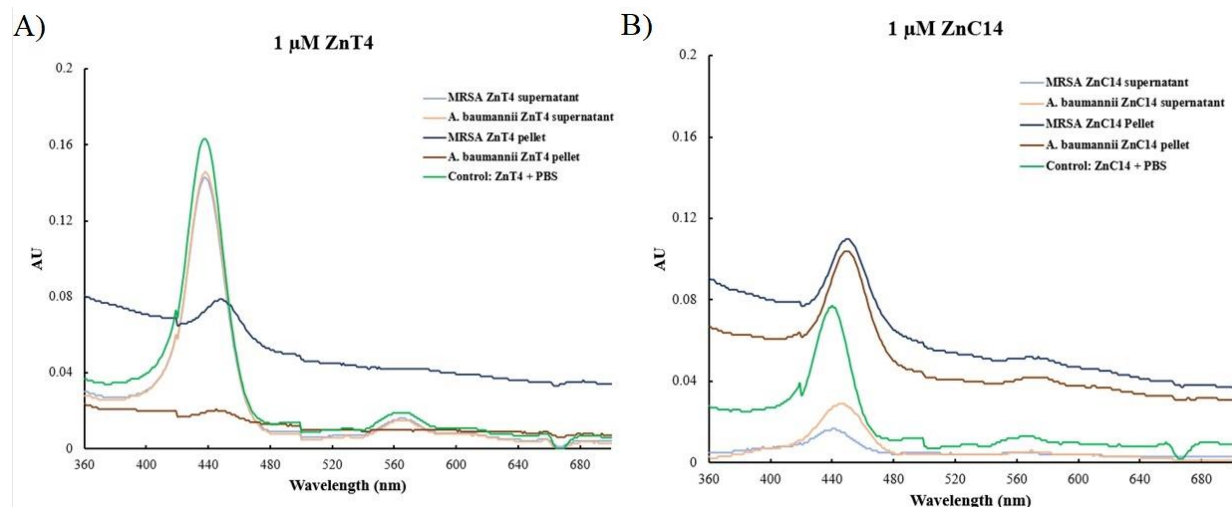 A)
1 µM ZnT4
0.2
0.16
0.12
0.08
0.04
0
AU
MRSA ZnT4 supernatant
A. baumannii ZnT4 supernatant
MRSA ZnT4 pellet
A. baumannii ZnT4 pellet
Control: ZnT4 + PBS
360 400 440 480 520 560 600 640 680
Wavelength (nm)
B)
1 µM ZnC14
0.2
0.16
0.12
0.08
0.04
0
AU
MRSA ZnC14 supernatant
A. baumannii ZnC14 supernatant
MRSA ZnC14 Pellet
A. baumannii ZnC14 pellet
Control: ZnC14 + PBS
360 400 440 480 520 560 600 640 680
Wavelength (nm)